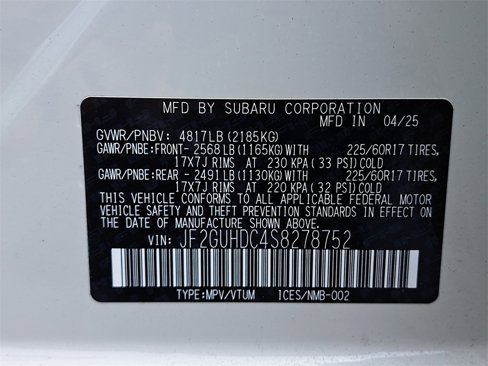 MFD BY SUBARU CORPORATION
MFD IN 04/25
GVWR/PNBV: 4817LB (2185KG)
GAWR/PNBE:FRONT- 2568LB(1165KG)WITH 225/60R17 TIRES,
17X7J RIMS AT 230 KPA( 33 PSI)COLD
GAWR/PNBE:REAR - 2491LB(1130KG)WITH 225/60R17 TIRES,
17X7J RIMS AT 220 KPA( 32 PSI)COLD
THIS VEHICLE CONFORMS TO ALL APPLICABLE FEDERAL MOTOR
VEHICLE SAFETY AND THEFT PREVENTION STANDARDS IN EFFECT ON
THE DATE OF MANUFACTURE SHOWN ABOVE.
VIN: JF2GUHDC4S8278752
TYPE:MPV/VTUM ICES/NMB-002